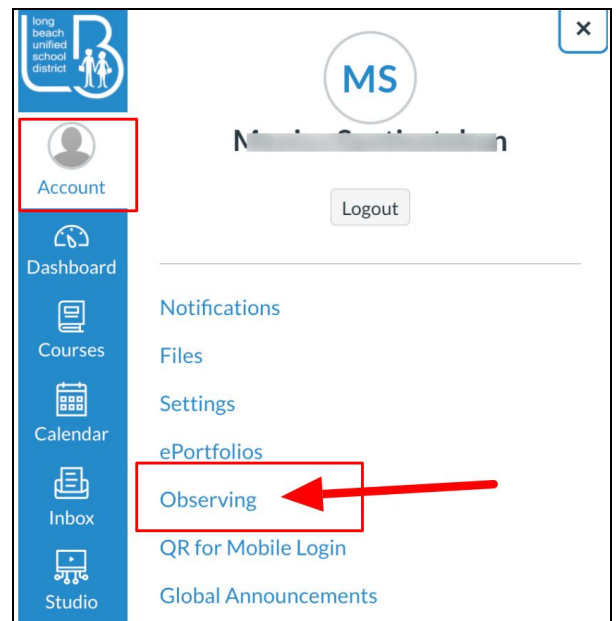 long
beach
unified
school
district
×
MS
Account
Logout
Dashboard
Notifications
Courses
Files
Settings
Calendar
ePortfolios
Inbox
Observing
QR for Mobile Login
Studio
Global Announcements